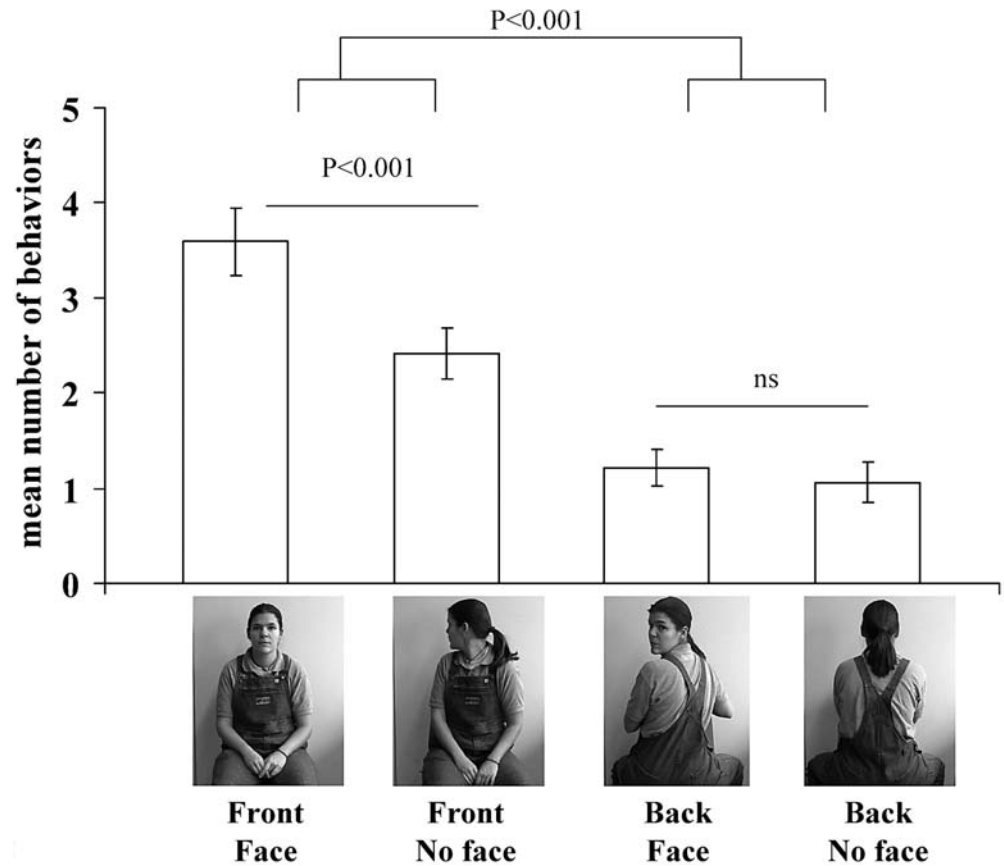 P<0.001
5
P<0.001
4
3
2
ns
1
0
mean number of behaviors
Front Face
Front No face
Back Face
Back No face